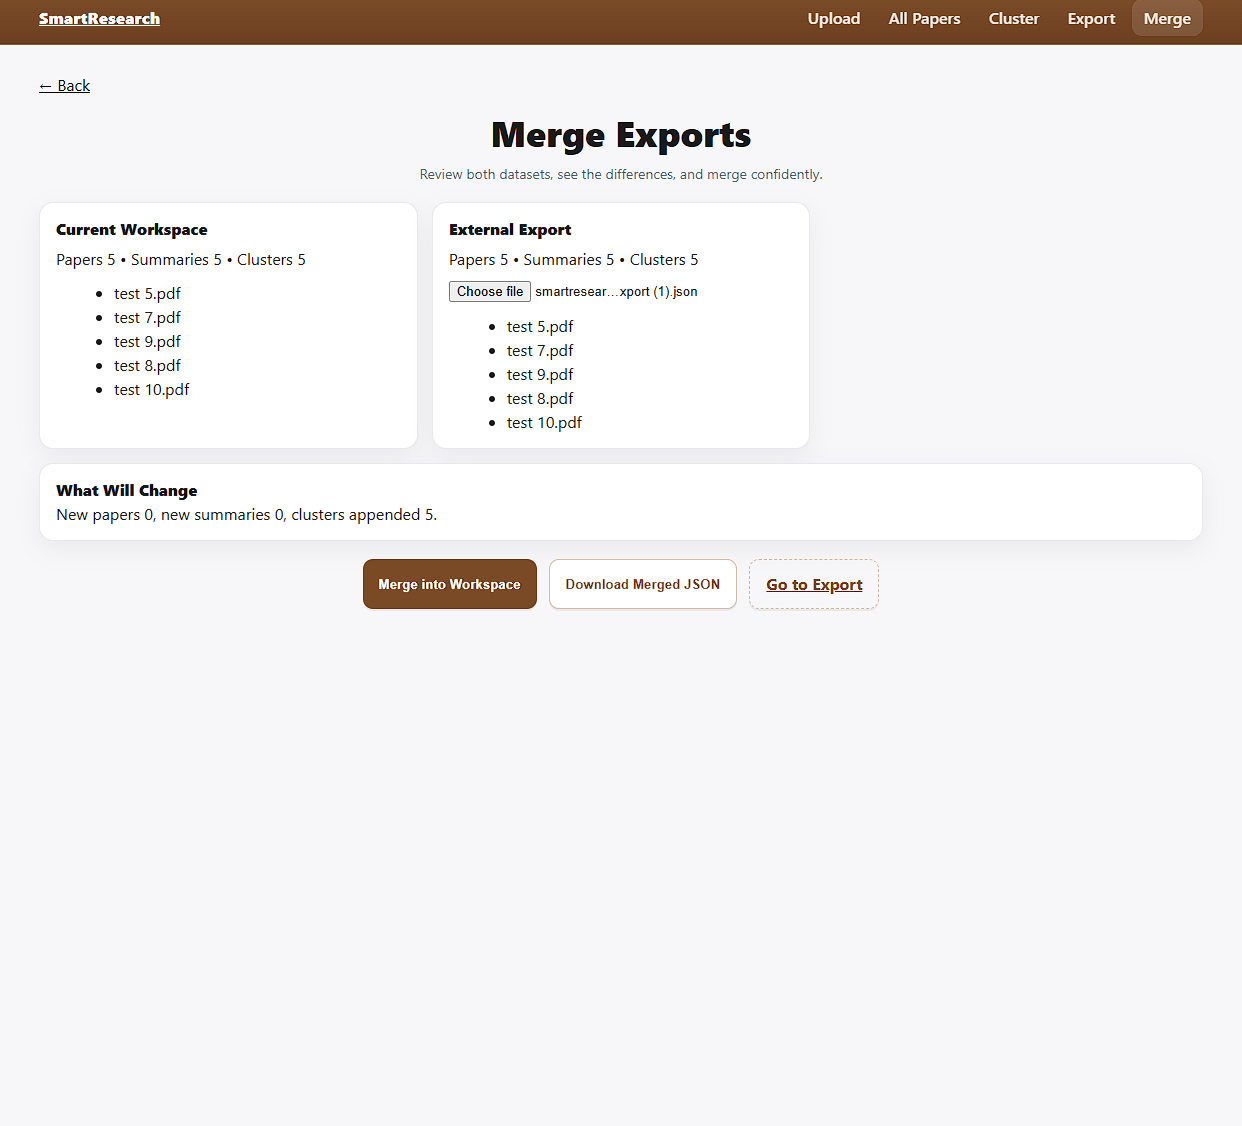 SmartResearch
Upload All Papers Cluster Export Merge
← Back
Merge Exports
Review both datasets, see the differences, and merge confidently.
Current Workspace
Papers 5 • Summaries 5 • Clusters 5
• test 5.pdf
• test 7.pdf
• test 9.pdf
• test 8.pdf
• test 10.pdf
External Export
Papers 5 • Summaries 5 • Clusters 5
Choose file smartresear...xport (1).json
• test 5.pdf
• test 7.pdf
• test 9.pdf
• test 8.pdf
• test 10.pdf
What Will Change
New papers 0, new summaries 0, clusters appended 5.
Merge into Workspace
Download Merged JSON
Go to Export